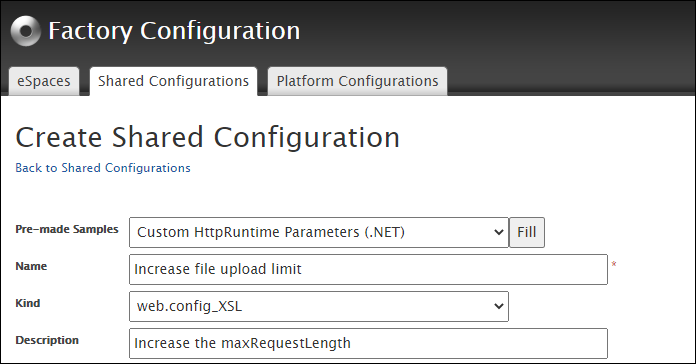 Factory Configuration
eSpaces Shared Configurations Platform Configurations
Create Shared Configuration
Back to Shared Configurations
Pre-made Samples Custom HttpRuntime Parameters (.NET) Fill
Name Increase file upload limit *
Kind web.config_XSL
Description Increase the maxRequestLength